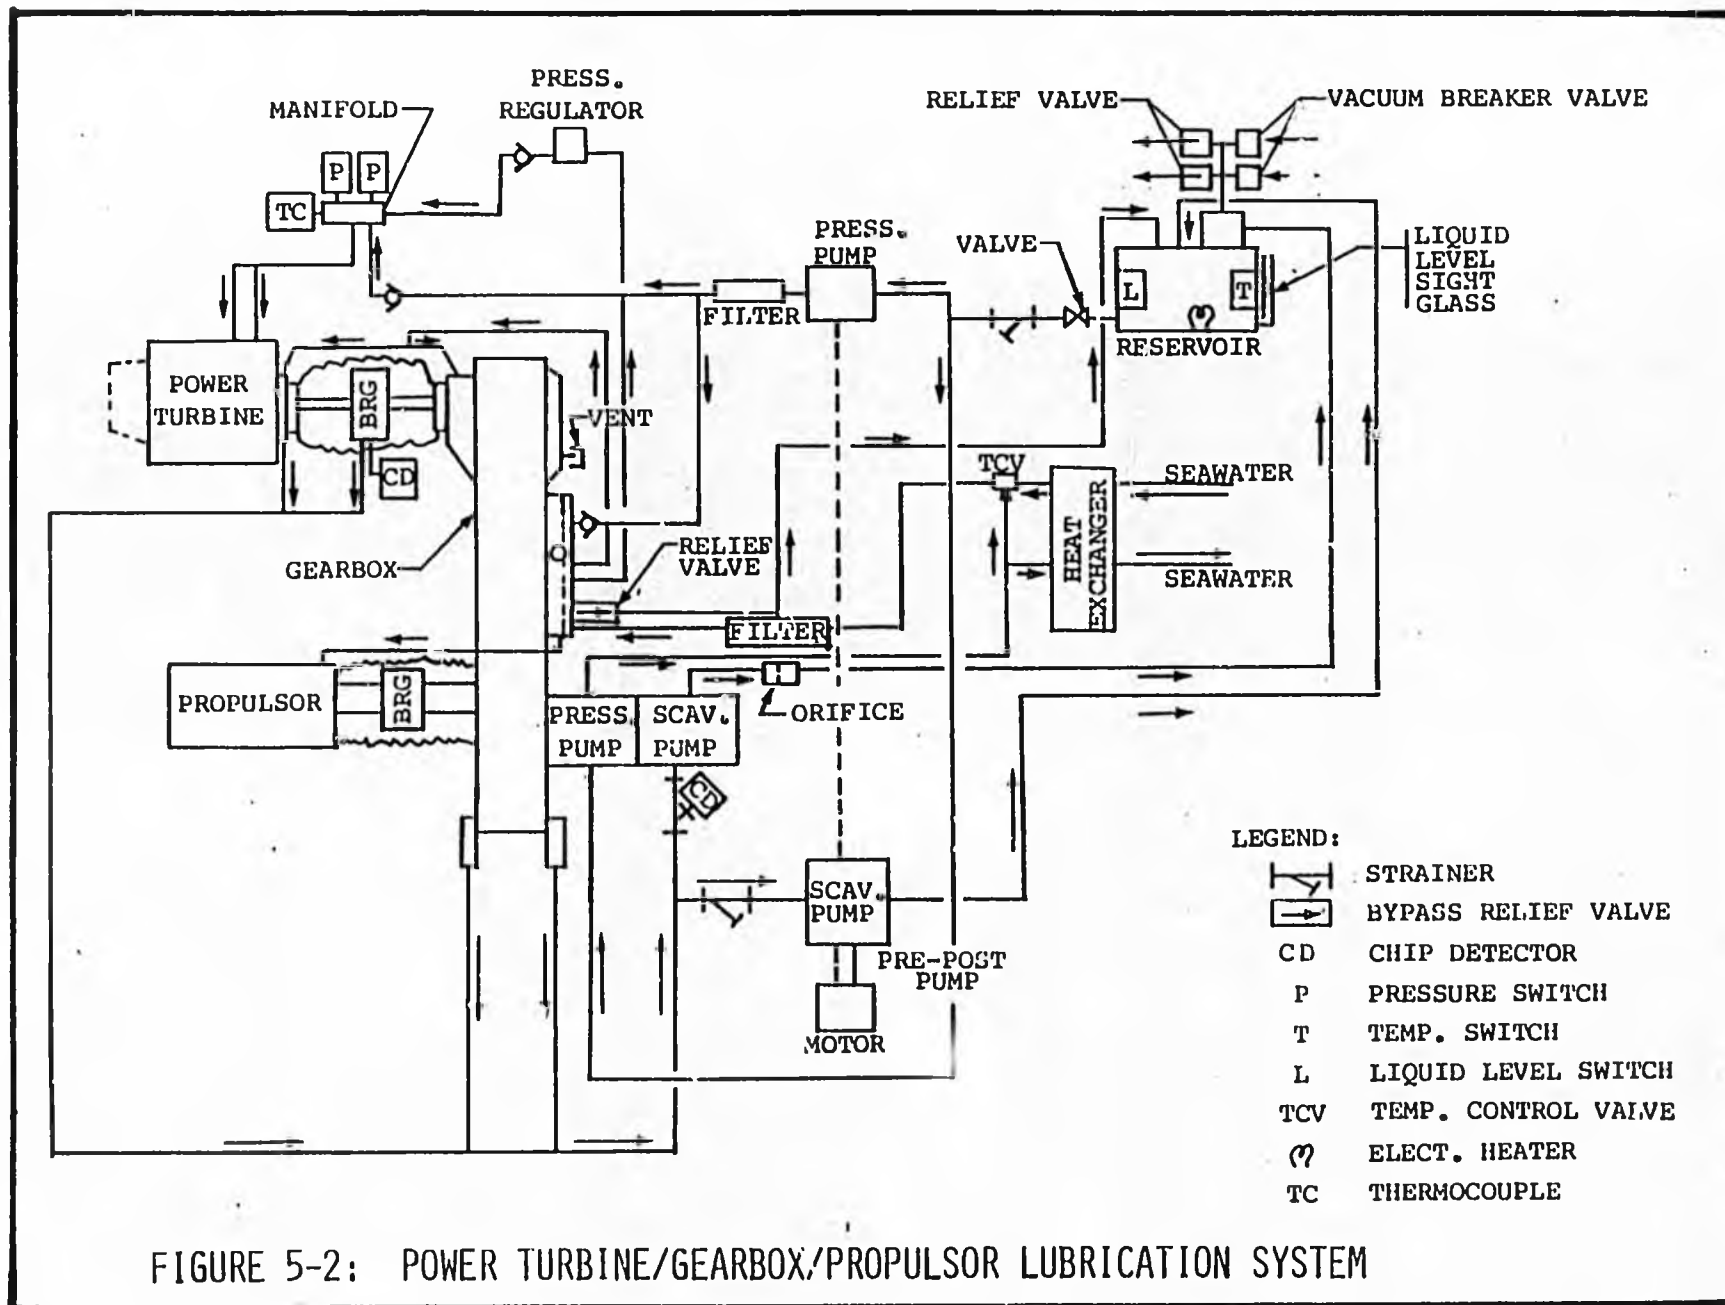 PRESS.
REGULATOR
MANIFOLD
P
P
TC
RELIEF VALVE
VACUUM BREAKER VALVE
PRESS.
PUMP
VALVE
LIQUID
LEVEL
SIGHT
GLASS
L
T
FILTER
RESERVOIR
POWER
TURBINE
BRG
VENT
CD
TCV
SEAWATER
HEAT
EXCHANGER
GEARBOX
RELIEF
VALVE
SEAWATER
FILTER
PROPULSOR
BRG
PRESS.
PUMP
SCAV.
PUMP
ORIFICE
CD
SCAV.
PUMP
PRE-POST
PUMP
MOTOR
LEGEND:
STRAINER
BYPASS RELIEF VALVE
CD CHIP DETECTOR
P PRESSURE SWITCH
T TEMP. SWITCH
L LIQUID LEVEL SWITCH
TCV TEMP. CONTROL VALVE
ELECT. HEATER
TC THERMOCOUPLE
FIGURE 5-2: POWER TURBINE/GEARBOX/PROPULSOR LUBRICATION SYSTEM